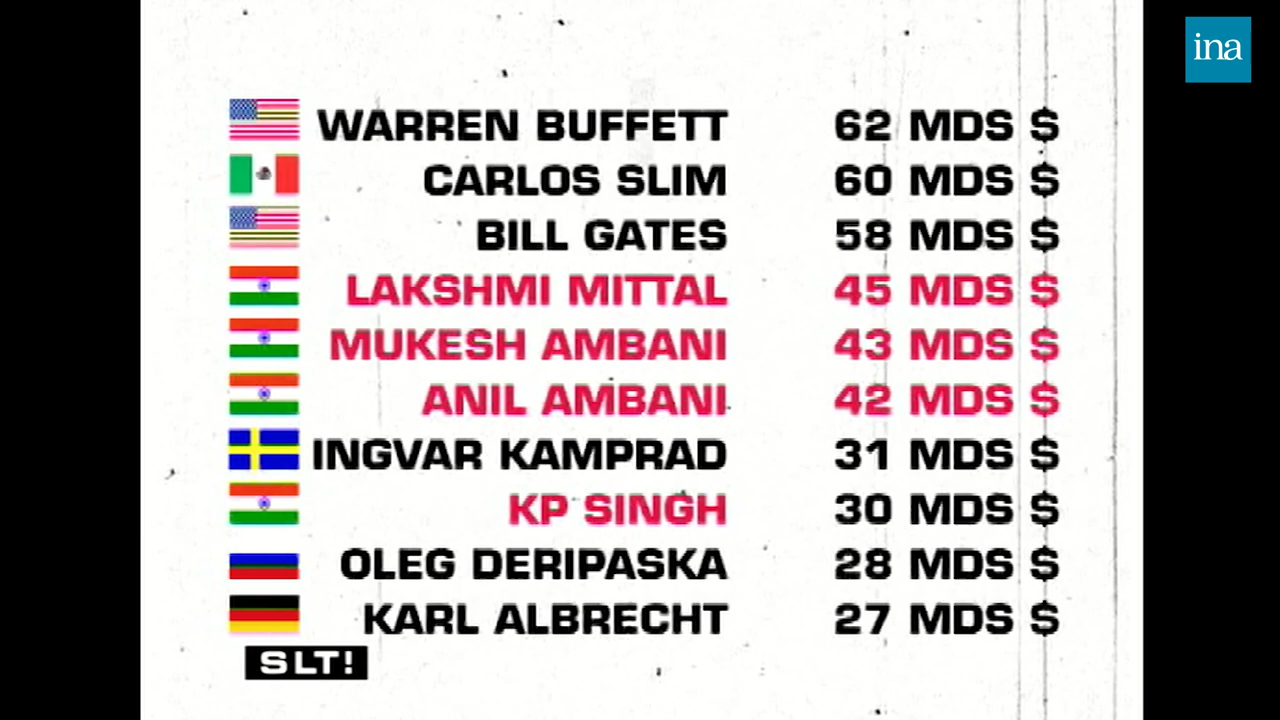 ina
WARREN BUFFETT 62 MDS $
CARLOS SLIM 60 MDS $
BILL GATES 58 MDS $
LAKSHMI MITTAL 45 MDS $
MUKESH AMBANI 43 MDS $
ANIL AMBANI 42 MDS $
INGVAR KAMPRAD 31 MDS $
KP SINGH 30 MDS $
OLEG DERIPASKA 28 MDS $
KARL ALBRECHT 27 MDS $
SLT!